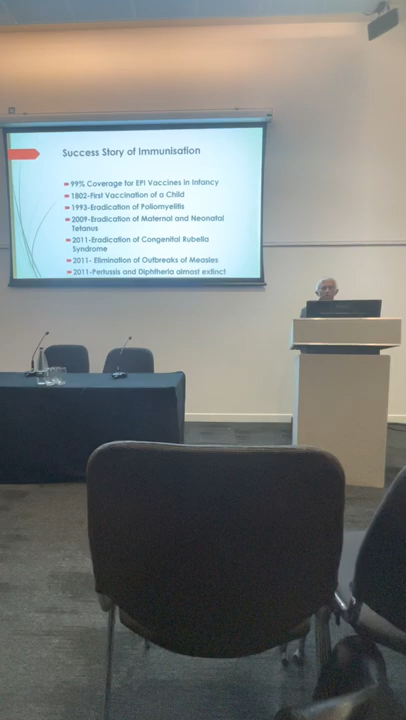 Success Story of Immunisation
99% Coverage for EPI Vaccines in Infancy
1802-First Vaccination of a Child
1993-Eradication of Poliomyelitis
2009-Eradication of Maternal and Neonatal
Tetanus
2011-Eradication of Congenital Rubella
Syndrome
2011- Elimination of Outbreaks of Measles
2011-Pertussis and Diphtheria almost extinct